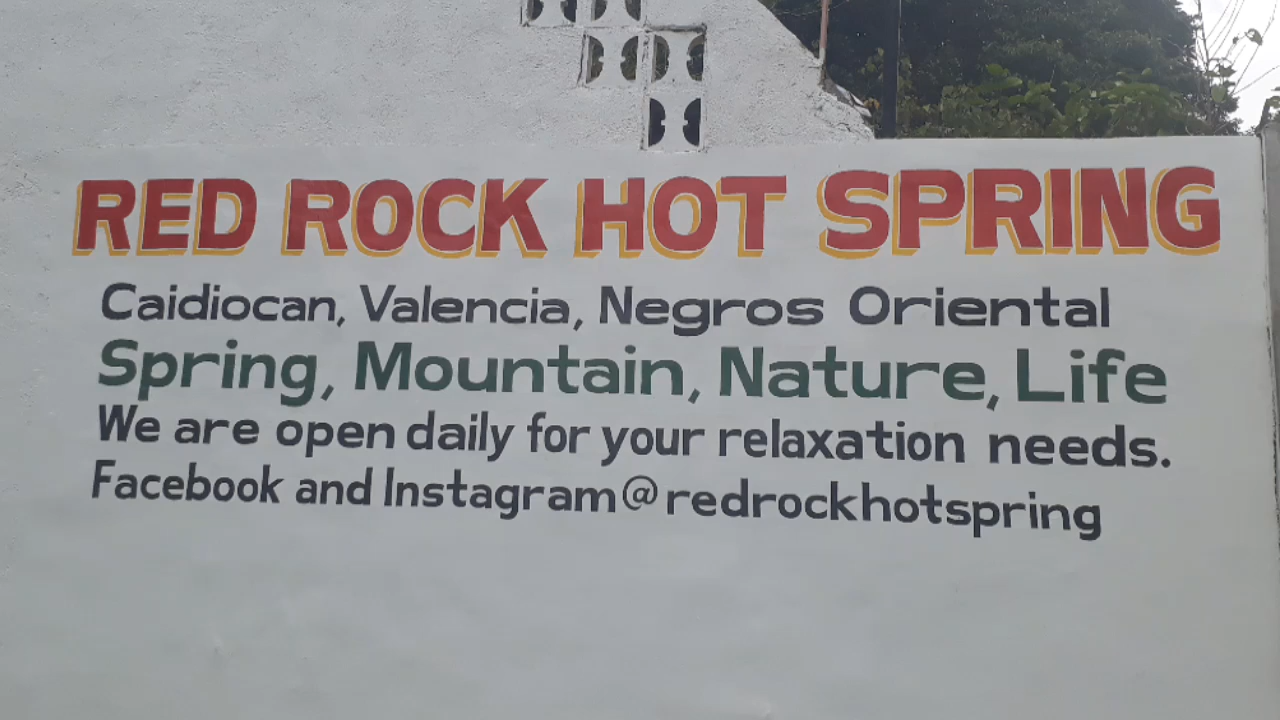 RED ROCK HOT SPRING
Caidiocan, Valencia, Negros Oriental
Spring, Mountain, Nature, Life
We are open daily for your relaxation needs.
Facebook and Instagram@redrockhotspring